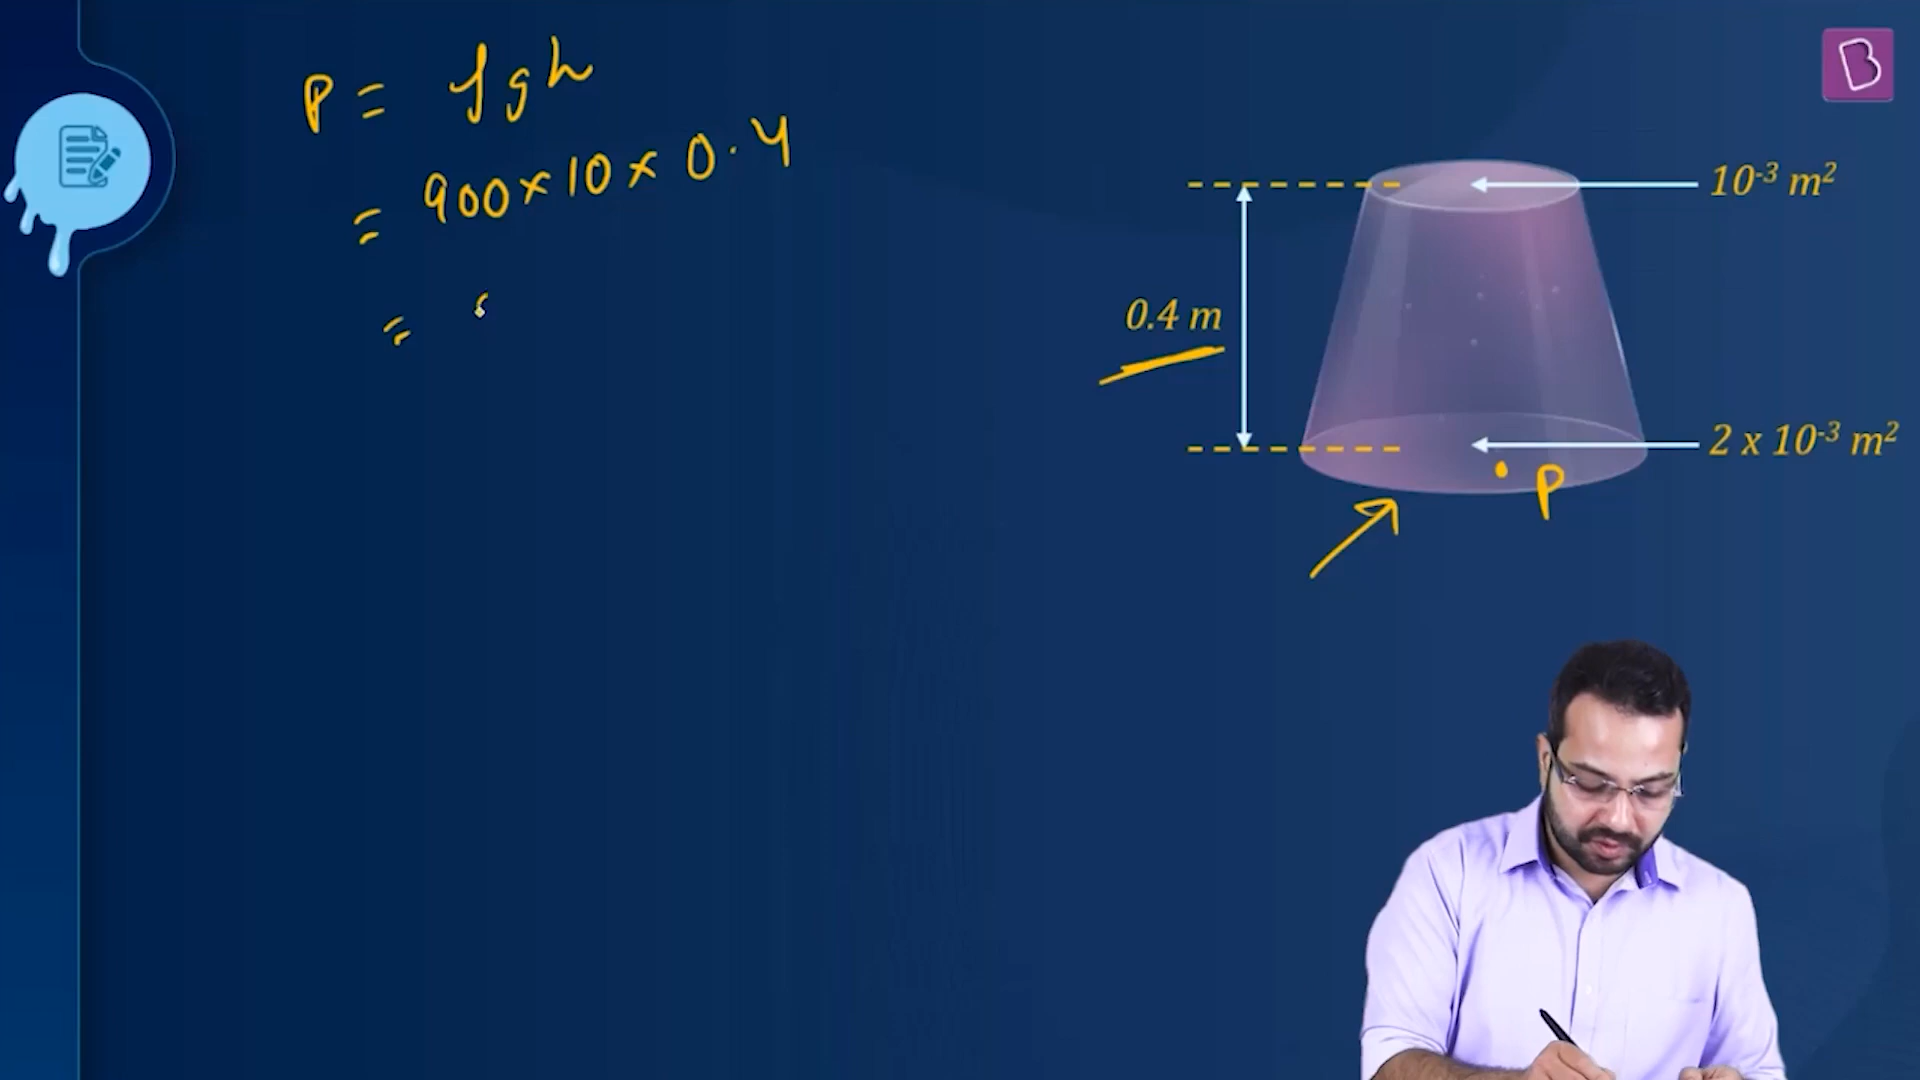 P = ρgh
= 900 × 10 × 0.4
=
10⁻³ m²
0.4 m
2 x 10⁻³ m²
P
B